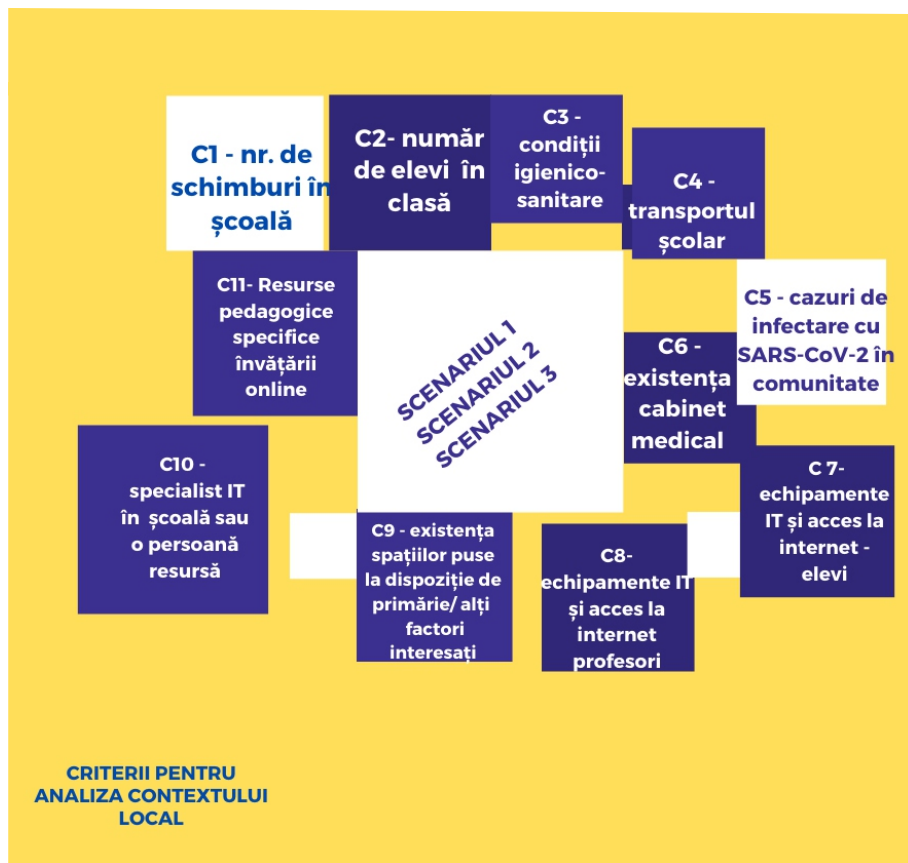 C1 - nr. de
schimburi în
școală
C2- număr
de elevi în
clasă
C3 -
condiții
igienico-
sanitare
C4 -
transportul
școlar
C5 - cazuri de
infectare cu
SARS-CoV-2 în
comunitate
C6 -
existența
cabinet
medical
C 7-
echipamente
IT și acces la
internet -
elevi
C8-
echipamente IT
și acces la
internet
profesori
C9 - existența
spațiilor puse
la dispoziție de
primărie/ alți
factori
interesați
C10 -
specialist IT
în școală sau
o persoană
resursă
C11- Resurse
pedagogice
specifice
învățării
online
SCENARIUL 1
SCENARIUL 2
SCENARIUL 3
CRITERII PENTRU
ANALIZA CONTEXTULUI
LOCAL